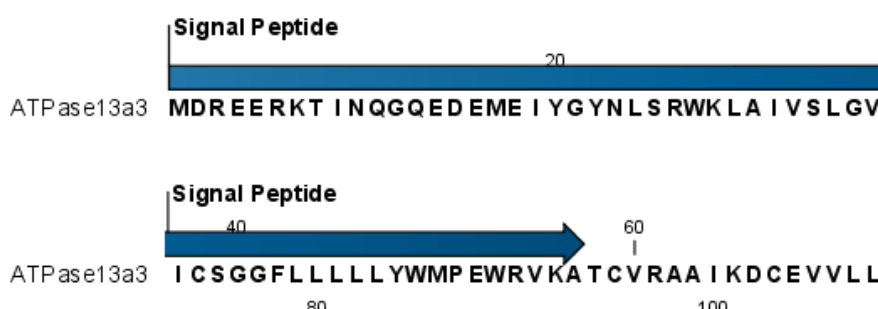 Signal Peptide
20
ATPase13a3 MDREERKTINQGQEDEMEIYGYNLSRWKLAIVSLGV
Signal Peptide
40 60
ATPase13a3 ICSGGFLLLLLYWMPEWRVKATCVRAAIKDCEVVLL
80 100